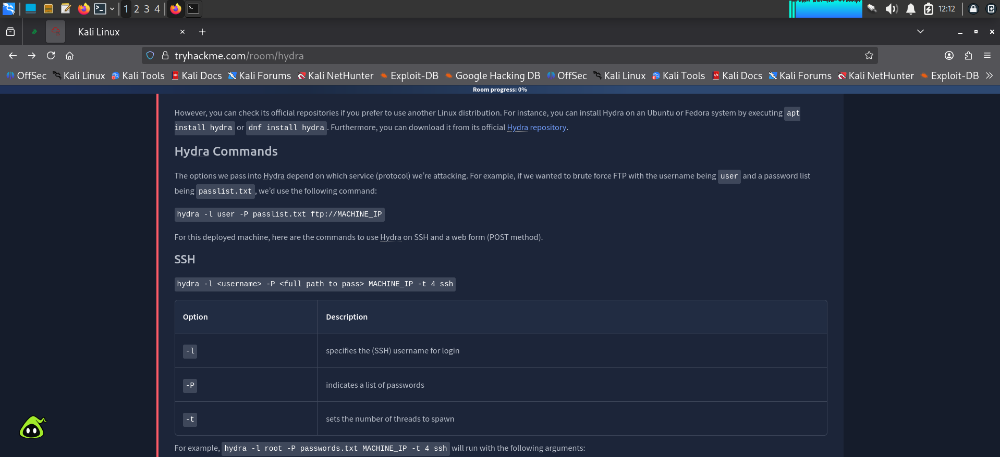 1 2 3 4
12:12
Kali Linux
tryhackme.com/room/hydra
OffSec Kali Linux Kali Tools Kali Docs Kali Forums Kali NetHunter Exploit-DB Google Hacking DB OffSec Kali Linux Kali Tools Kali Docs Kali Forums Kali NetHunter Exploit-DB
Room progress: 0%
However, you can check its official repositories if you prefer to use another Linux distribution. For instance, you can install Hydra on an Ubuntu or Fedora system by executing apt
install hydra or dnf install hydra. Furthermore, you can download it from its official Hydra repository.
Hydra Commands
The options we pass into Hydra depend on which service (protocol) we’re attacking. For example, if we wanted to brute force FTP with the username being user and a password list
being passlist.txt, we’d use the following command:
hydra -l user -P passlist.txt ftp://MACHINE_IP
For this deployed machine, here are the commands to use Hydra on SSH and a web form (POST method).
SSH
hydra -l <username> -P <full path to pass> MACHINE_IP -t 4 ssh
Option Description
-l specifies the (SSH) username for login
-P indicates a list of passwords
-t sets the number of threads to spawn
For example, hydra -l root -P passwords.txt MACHINE_IP -t 4 ssh will run with the following arguments: